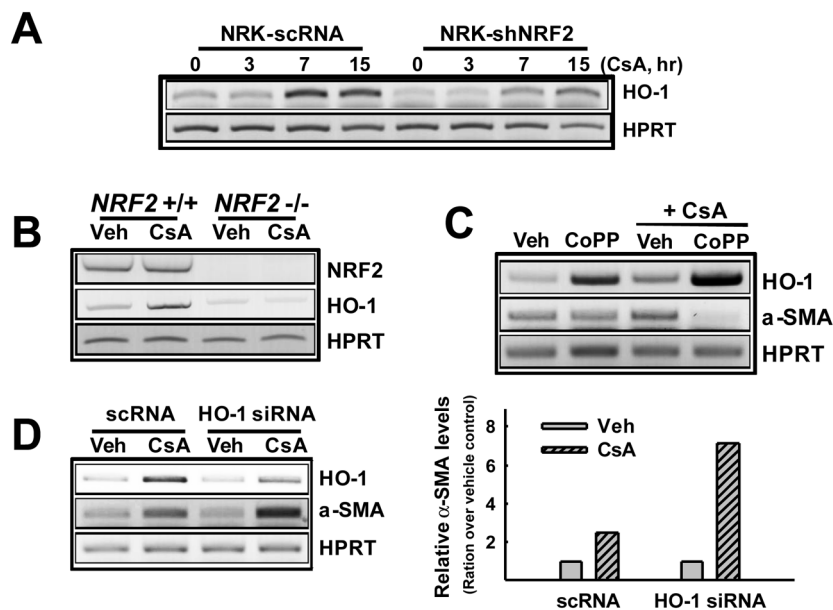 A
NRK-scRNA NRK-shNRF2
0 3 7 15 0 3 7 15 (CsA, hr)
HO-1
HPRT
B
NRF2 +/+ NRF2 -/-
Veh CsA Veh CsA
NRF2
HO-1
HPRT
C
+ CsA
Veh CoPP Veh CoPP
HO-1
a-SMA
HPRT
D
scRNA HO-1 siRNA
Veh CsA Veh CsA
HO-1
a-SMA
HPRT
Relative α-SMA levels
(Ration over vehicle control)
8
6
4
2
Veh
CsA
scRNA HO-1 siRNA